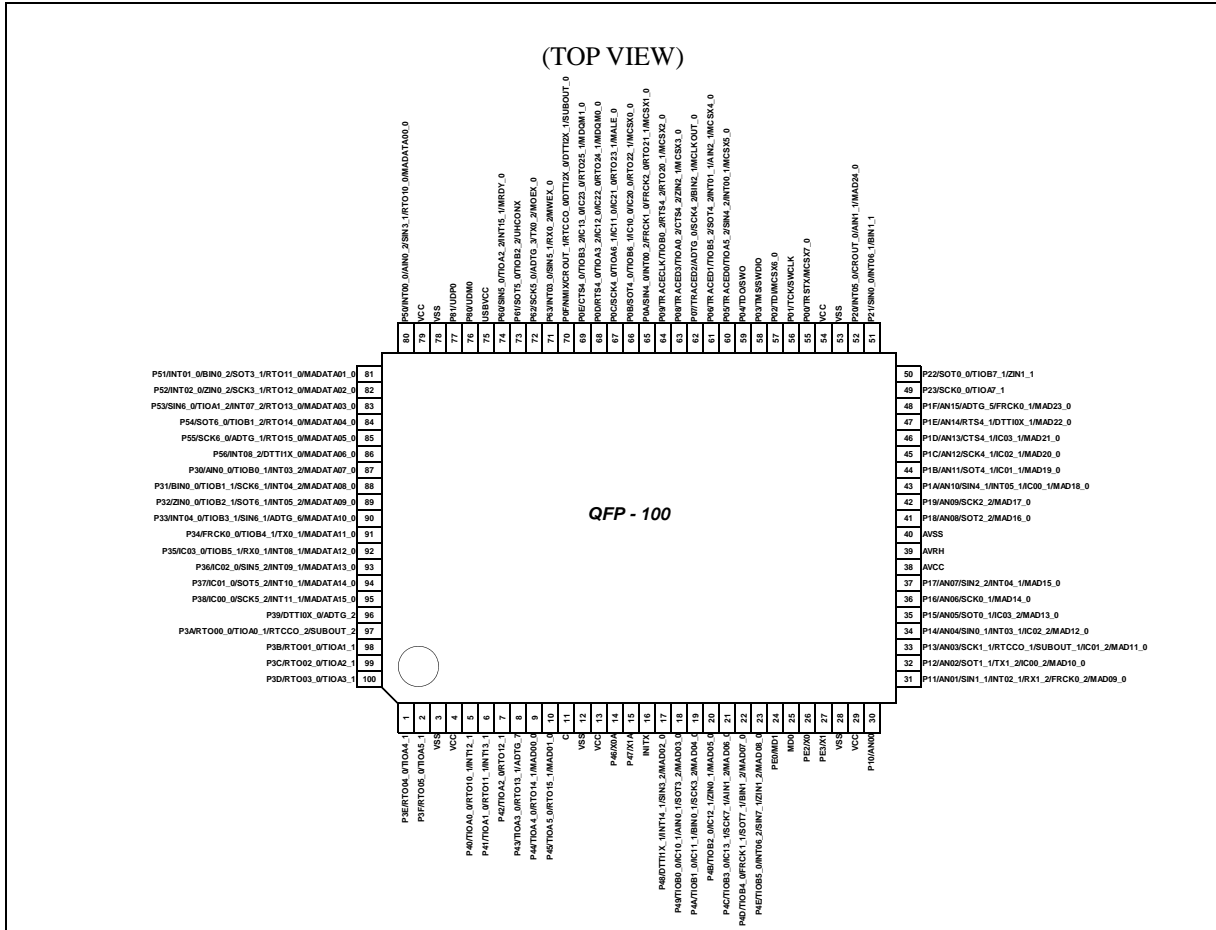 (TOP VIEW)
P50/INT00_0/AIN0_2/SIN3_1/RTO10_0/MADATA00_0
VCC
VSS
P81/UDP0
P80/UDM0
USBVCC
P60/SIN5_0/TIOA2_2/INT15_1/MRDY_0
P61/SOT5_0/TIOB2_2/UHCONX
P62/SCK5_0/ADTG_3/TX0_2/MOEX_0
P63/INT03_0/SIN5_1/RX0_2/MWEX_0
P0F/NMIX/CROUT_1/RTCCO_0/DTTI2X_0/DTTI2X_1/SUBOUT_0
P0E/CTS4_0/TIOB3_2/IC13_0/IC23_0/RTO25_1/MDQM1_0
P0D/RTS4_0/TIOA3_2/IC12_0/IC22_0/RTO24_1/MDQM0_0
P0C/SCK4_0/TIOA6_1/IC11_0/IC21_0/RTO23_1/MALE_0
P0B/SOT4_0/TIOB6_1/IC10_0/IC20_0/RTO22_1/MCSX0_0
P0A/SIN4_0/INT00_2/FRCK1_0/FRCK2_0/RTO21_1/MCSX1_0
P09/TRACECLK/TIOB0_2/RTS4_2/RTO20_1/MCSX2_0
P08/TRACED3/TIOA0_2/CTS4_2/ZIN2_1/MCSX3_0
P07/TRACED2/ADTG_0/SCK4_2/BIN2_1/MCLKOUT_0
P06/TRACED1/TIOB5_2/SOT4_2/INT01_1/AIN2_1/MCSX4_0
P05/TRACED0/TIOA5_2/SIN4_2/INT00_1/MCSX5_0
P04/TDO/SWO
P03/TMS/SWDIO
P02/TDI/MCSX6_0
P01/TCK/SWCLK
P00/TRSTX/MCSX7_0
VCC
VSS
P20/INT05_0/CROUT_0/AIN1_1/MAD24_0
P21/SIN0_0/INT06_1/BIN1_1
80 79 78 77 76 75 74 73 72 71 70 69 68 67 66 65 64 63 62 61 60 59 58 57 56 55 54 53 52 51
P51/INT01_0/BIN0_2/SOT3_1/RTO11_0/MADATA01_0 81
P52/INT02_0/ZIN0_2/SCK3_1/RTO12_0/MADATA02_0 82
P53/SIN6_0/TIOA1_2/INT07_2/RTO13_0/MADATA03_0 83
P54/SOT6_0/TIOB1_2/RTO14_0/MADATA04_0 84
P55/SCK6_0/ADTG_1/RTO15_0/MADATA05_0 85
P56/INT08_2/DTTI1X_0/MADATA06_0 86
P30/AIN0_0/TIOB0_1/INT03_2/MADATA07_0 87
P31/BIN0_0/TIOB1_1/SCK6_1/INT04_2/MADATA08_0 88
P32/ZIN0_0/TIOB2_1/SOT6_1/INT05_2/MADATA09_0 89
P33/INT04_0/TIOB3_1/SIN6_1/ADTG_6/MADATA10_0 90
P34/FRCK0_0/TIOB4_1/TX0_1/MADATA11_0 91
P35/IC03_0/TIOB5_1/RX0_1/INT08_1/MADATA12_0 92
P36/IC02_0/SIN5_2/INT09_1/MADATA13_0 93
P37/IC01_0/SOT5_2/INT10_1/MADATA14_0 94
P38/IC00_0/SCK5_2/INT11_1/MADATA15_0 95
P39/DTTI0X_0/ADTG_2 96
P3A/RTO00_0/TIOA0_1/RTCCO_2/SUBOUT_2 97
P3B/RTO01_0/TIOA1_1 98
P3C/RTO02_0/TIOA2_1 99
P3D/RTO03_0/TIOA3_1 100
QFP - 100
50 P22/SOT0_0/TIOB7_1/ZIN1_1
49 P23/SCK0_0/TIOA7_1
48 P1F/AN15/ADTG_5/FRCK0_1/MAD23_0
47 P1E/AN14/RTS4_1/DTTI0X_1/MAD22_0
46 P1D/AN13/CTS4_1/IC03_1/MAD21_0
45 P1C/AN12/SCK4_1/IC02_1/MAD20_0
44 P1B/AN11/SOT4_1/IC01_1/MAD19_0
43 P1A/AN10/SIN4_1/INT05_1/IC00_1/MAD18_0
42 P19/AN09/SCK2_2/MAD17_0
41 P18/AN08/SOT2_2/MAD16_0
40 AVSS
39 AVRH
38 AVCC
37 P17/AN07/SIN2_2/INT04_1/MAD15_0
36 P16/AN06/SCK0_1/MAD14_0
35 P15/AN05/SOT0_1/IC03_2/MAD13_0
34 P14/AN04/SIN0_1/INT03_1/IC02_2/MAD12_0
33 P13/AN03/SCK1_1/RTCCO_1/SUBOUT_1/IC01_2/MAD11_0
32 P12/AN02/SOT1_1/TX1_2/IC00_2/MAD10_0
31 P11/AN01/SIN1_1/INT02_1/RX1_2/FRCK0_2/MAD09_0
1 2 3 4 5 6 7 8 9 10 11 12 13 14 15 16 17 18 19 20 21 22 23 24 25 26 27 28 29 30
P3E/RTO04_0/TIOA4_1
P3F/RTO05_0/TIOA5_1
VSS
VCC
P40/TIOA0_0/RTO10_1/INT12_1
P41/TIOA1_0/RTO11_1/INT13_1
P42/TIOA2_0/RTO12_1
P43/TIOA3_0/RTO13_1/ADTG_7
P44/TIOA4_0/RTO14_1/MAD00_0
P45/TIOA5_0/RTO15_1/MAD01_0
C
VSS
VCC
P46/X0A
P47/X1A
INITX
P48/DTTI1X_1/INT14_1/SIN3_2/MAD02_0
P49/TIOB0_0/IC10_1/AIN0_1/SOT3_2/MAD03_0
P4A/TIOB1_0/IC11_1/BIN0_1/SCK3_2/MAD04_0
P4B/TIOB2_0/IC12_1/ZIN0_1/MAD05_0
P4C/TIOB3_0/IC13_1/SCK7_1/AIN1_2/MAD06_0
P4D/TIOB4_0/FRCK1_1/SOT7_1/BIN1_2/MAD07_0
P4E/TIOB5_0/INT06_2/SIN7_1/ZIN1_2/MAD08_0
PE0/MD1
MD0
PE2/X0
PE3/X1
VSS
VCC
P10/AN00